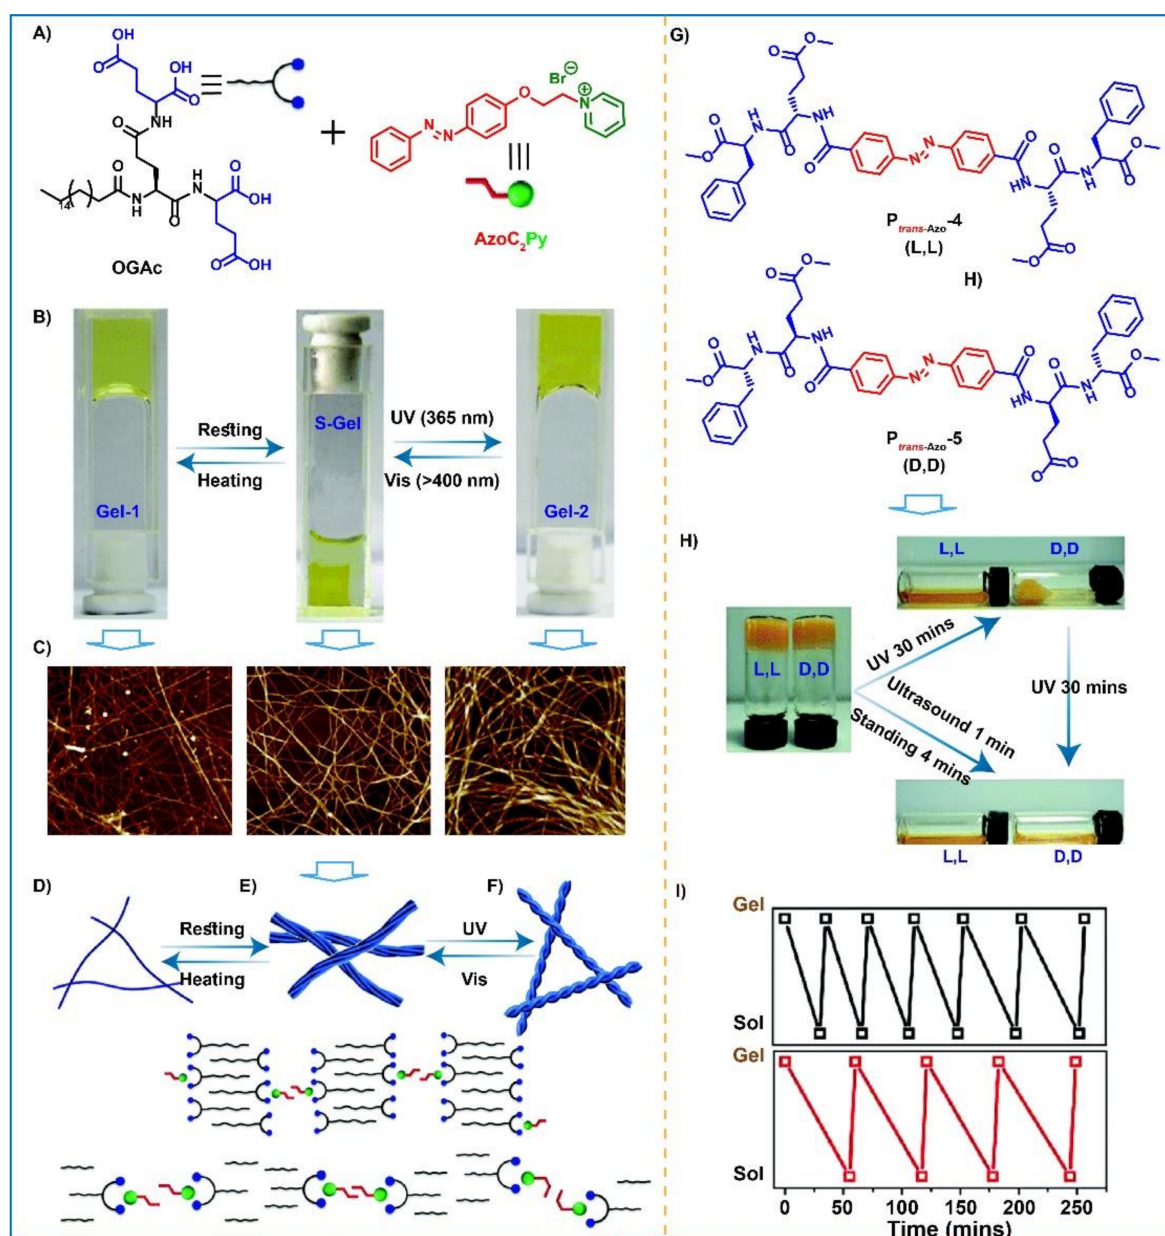 A)
OH
O
OH
O
O
NH
14
O
N
H
O
H
N
O
OH
O
OH
OGAc
+
N
N
O
Br⊖
N
+
AzoC2Py
B)
Gel-1
Resting
Heating
S-Gel
UV (365 nm)
Vis (>400 nm)
Gel-2
C)
D)
Resting
Heating
E)
UV
Vis
F)
G)
Ptrans-Azo-4
(L,L)
H)
Ptrans-Azo-5
(D,D)
H)
L,L
D,D
L,L
D,D
UV 30 mins
Ultrasound 1 min
Standing 4 mins
UV 30 mins
L,L
D,D
I)
Gel
Sol
Gel
Sol
0 50 100 150 200 250
Time (mins)